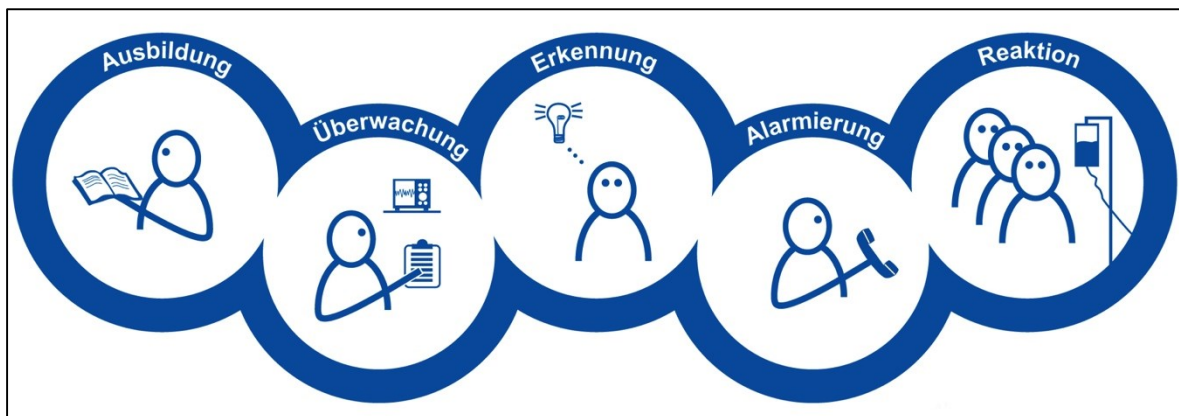 Ausbildung
Überwachung
Erkennung
Alarmierung
Reaktion